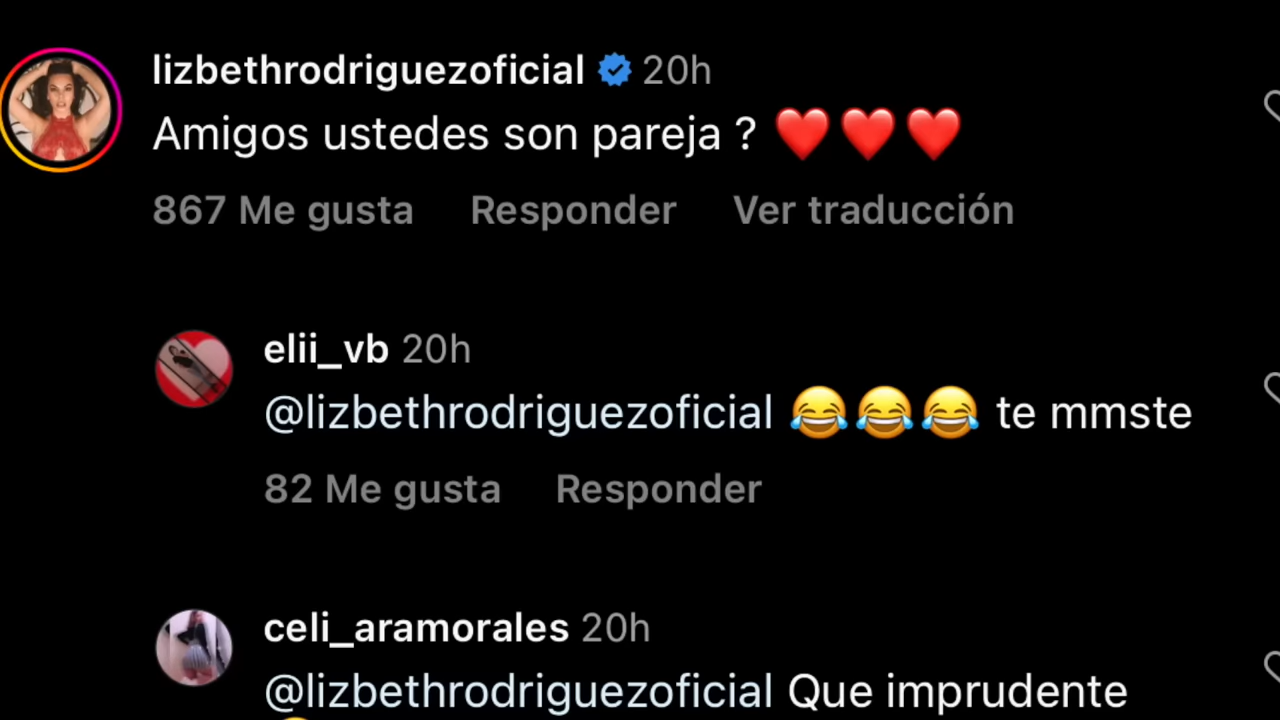 lizbethrodriguezoficial 20h
Amigos ustedes son pareja ? ❤️❤️❤️
867 Me gusta Responder Ver traducción
elii_vb 20h
@lizbethrodriguezoficial 😂😂😂 te mmste
82 Me gusta Responder
celi_aramorales 20h
@lizbethrodriguezoficial Que imprudente